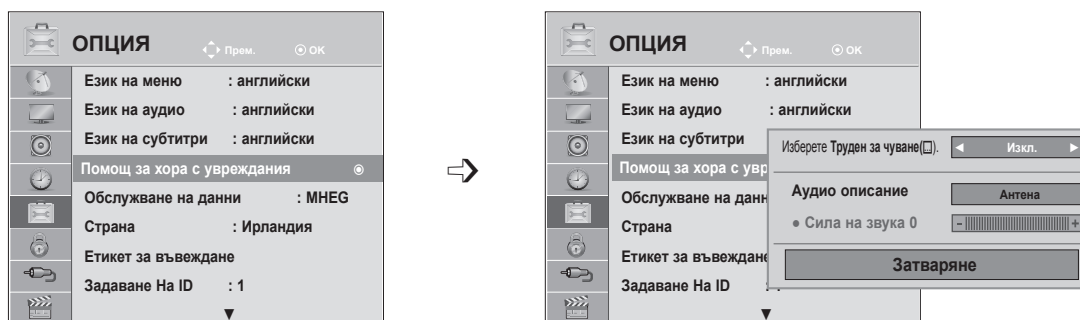 ОПЦИЯ
Прем. OK
Език на меню : английски
Език на аудио : английски
Език на субтитри : английски
Помощ за хора с увреждания
Обслужване на данни : MHEG
Страна : Ирландия
Етикет за въвеждане
Задаване На ID : 1
ОПЦИЯ
Прем. OK
Език на меню : английски
Език на аудио : английски
Език на субтитри
Помощ за хора с увр
Обслужване на данн
Страна
Етикет за въвеждане
Задаване На ID
Изберете Труден за чуване( ). Изкл.
Аудио описание Антена
● Сила на звука 0 - +
Затваряне